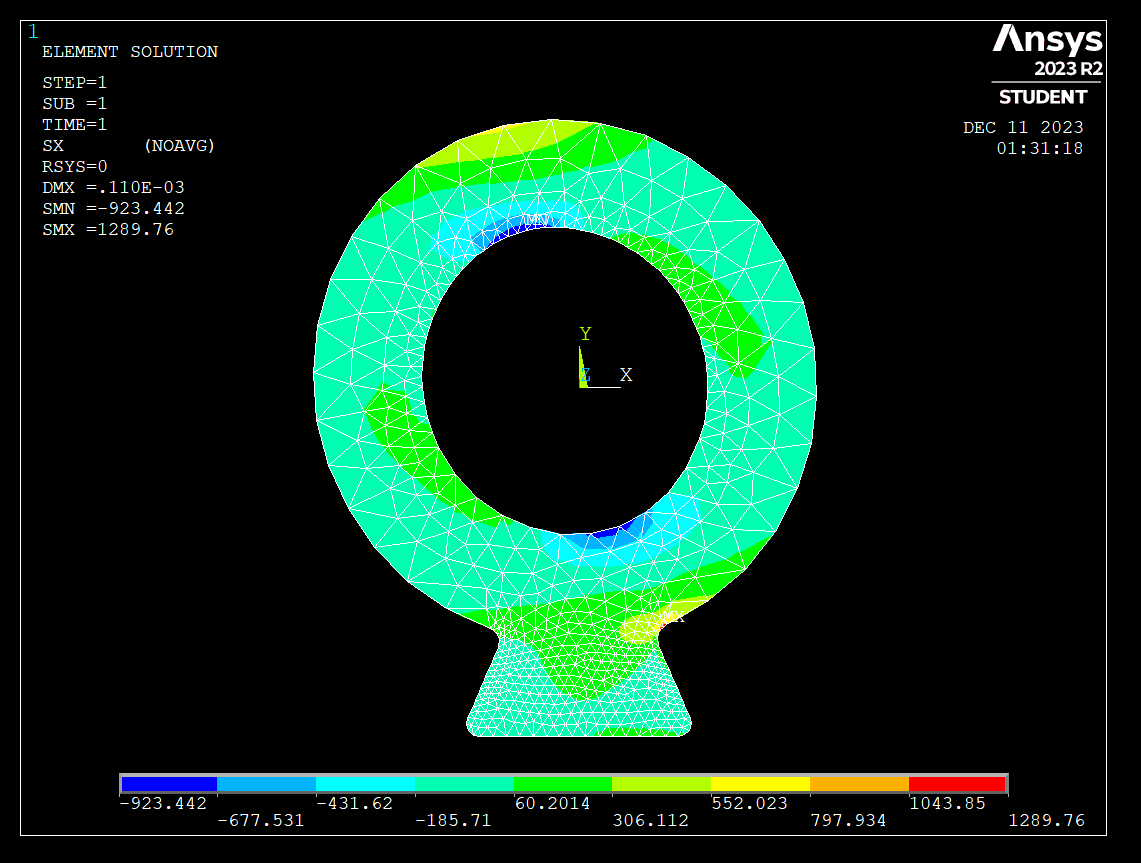 1
ELEMENT SOLUTION
STEP=1
SUB =1
TIME=1
SX (NOAVG)
RSYS=0
DMX =.110E-03
SMN =-923.442
SMX =1289.76
Ansys
2023 R2
STUDENT
DEC 11 2023
01:31:18
MN
Y
Z X
MX
-923.442 -431.62 60.2014 552.023 1043.85
-677.531 -185.71 306.112 797.934 1289.76